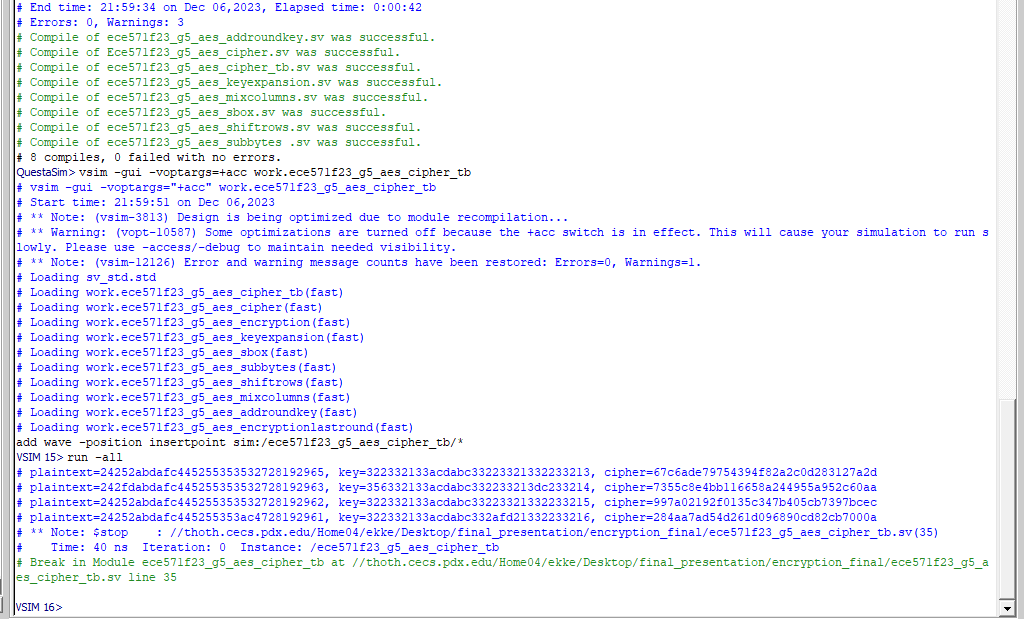 # End time: 21:59:34 on Dec 06,2023, Elapsed time: 0:00:42
# Errors: 0, Warnings: 3
# Compile of ece571f23_g5_aes_addroundkey.sv was successful.
# Compile of Ece571f23_g5_aes_cipher.sv was successful.
# Compile of ece571f23_g5_aes_cipher_tb.sv was successful.
# Compile of ece571f23_g5_aes_keyexpansion.sv was successful.
# Compile of ece571f23_g5_aes_mixcolumns.sv was successful.
# Compile of ece571f23_g5_aes_sbox.sv was successful.
# Compile of ece571f23_g5_aes_shiftrows.sv was successful.
# Compile of ece571f23_g5_aes_subbytes .sv was successful.
# 8 compiles, 0 failed with no errors.
QuestaSim> vsim -gui -voptargs=+acc work.ece571f23_g5_aes_cipher_tb
# vsim -gui -voptargs="+acc" work.ece571f23_g5_aes_cipher_tb
# Start time: 21:59:51 on Dec 06,2023
# ** Note: (vsim-3813) Design is being optimized due to module recompilation...
# ** Warning: (vopt-10587) Some optimizations are turned off because the +acc switch is in effect. This will cause your simulation to run s
lowly. Please use -access/-debug to maintain needed visibility.
# ** Note: (vsim-12126) Error and warning message counts have been restored: Errors=0, Warnings=1.
# Loading sv_std.std
# Loading work.ece571f23_g5_aes_cipher_tb(fast)
# Loading work.ece571f23_g5_aes_cipher(fast)
# Loading work.ece571f23_g5_aes_encryption(fast)
# Loading work.ece571f23_g5_aes_keyexpansion(fast)
# Loading work.ece571f23_g5_aes_sbox(fast)
# Loading work.ece571f23_g5_aes_subbytes(fast)
# Loading work.ece571f23_g5_aes_shiftrows(fast)
# Loading work.ece571f23_g5_aes_mixcolumns(fast)
# Loading work.ece571f23_g5_aes_addroundkey(fast)
# Loading work.ece571f23_g5_aes_encryptionlastround(fast)
add wave -position insertpoint sim:/ece571f23_g5_aes_cipher_tb/*
VSIM 15> run -all
# plaintext=24252abdafc445255353532728192965, key=322332133acdabc33223321332233213, cipher=67c6ade79754394f82a2c0d283127a2d
# plaintext=242fdabdafc445255353532728192963, key=356332133acdabc332233213dc233214, cipher=7355c8e4bb116658a244955a952c60aa
# plaintext=24252abdafc445255353532728192962, key=322332133acdabc33223321332233215, cipher=997a02192f0135c347b405cb7397bcec
# plaintext=24252abdafc445255353ac4728192961, key=322332133acdabc332afd21332233216, cipher=284aa7ad54d261d096890cd82cb7000a
# ** Note: $stop    : //thoth.cecs.pdx.edu/Home04/ekke/Desktop/final_presentation/encryption_final/ece571f23_g5_aes_cipher_tb.sv(35)
#    Time: 40 ns  Iteration: 0  Instance: /ece571f23_g5_aes_cipher_tb
# Break in Module ece571f23_g5_aes_cipher_tb at //thoth.cecs.pdx.edu/Home04/ekke/Desktop/final_presentation/encryption_final/ece571f23_g5_a
es_cipher_tb.sv line 35
VSIM 16>